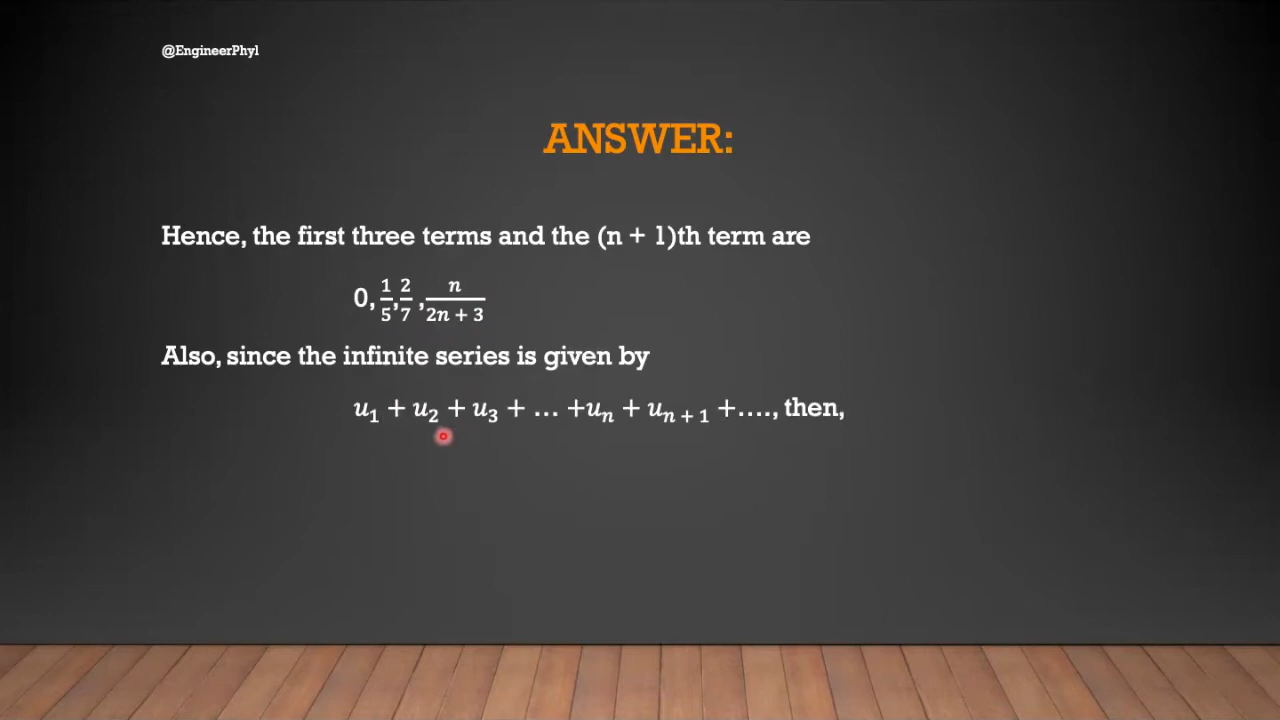 @EngineerPhyl
ANSWER:
Hence, the first three terms and the (n + 1)th term are
0, 1/5, 2/7 , n/(2n + 3)
Also, since the infinite series is given by
u₁ + u₂ + u₃ + … +uₙ + uₙ ₊ ₁ +…., then,